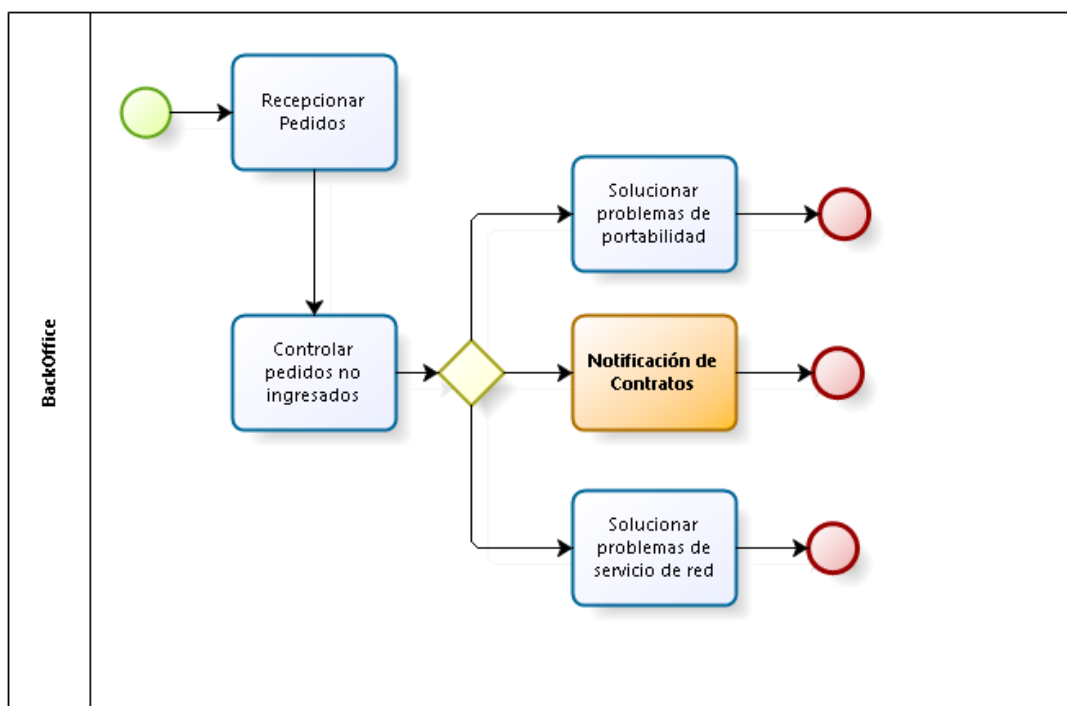 BackOffice
Recepcionar
Pedidos
Controlar
pedidos no
ingresados
Solucionar
problemas de
portabilidad
Notificación de
Contratos
Solucionar
problemas de
servicio de red